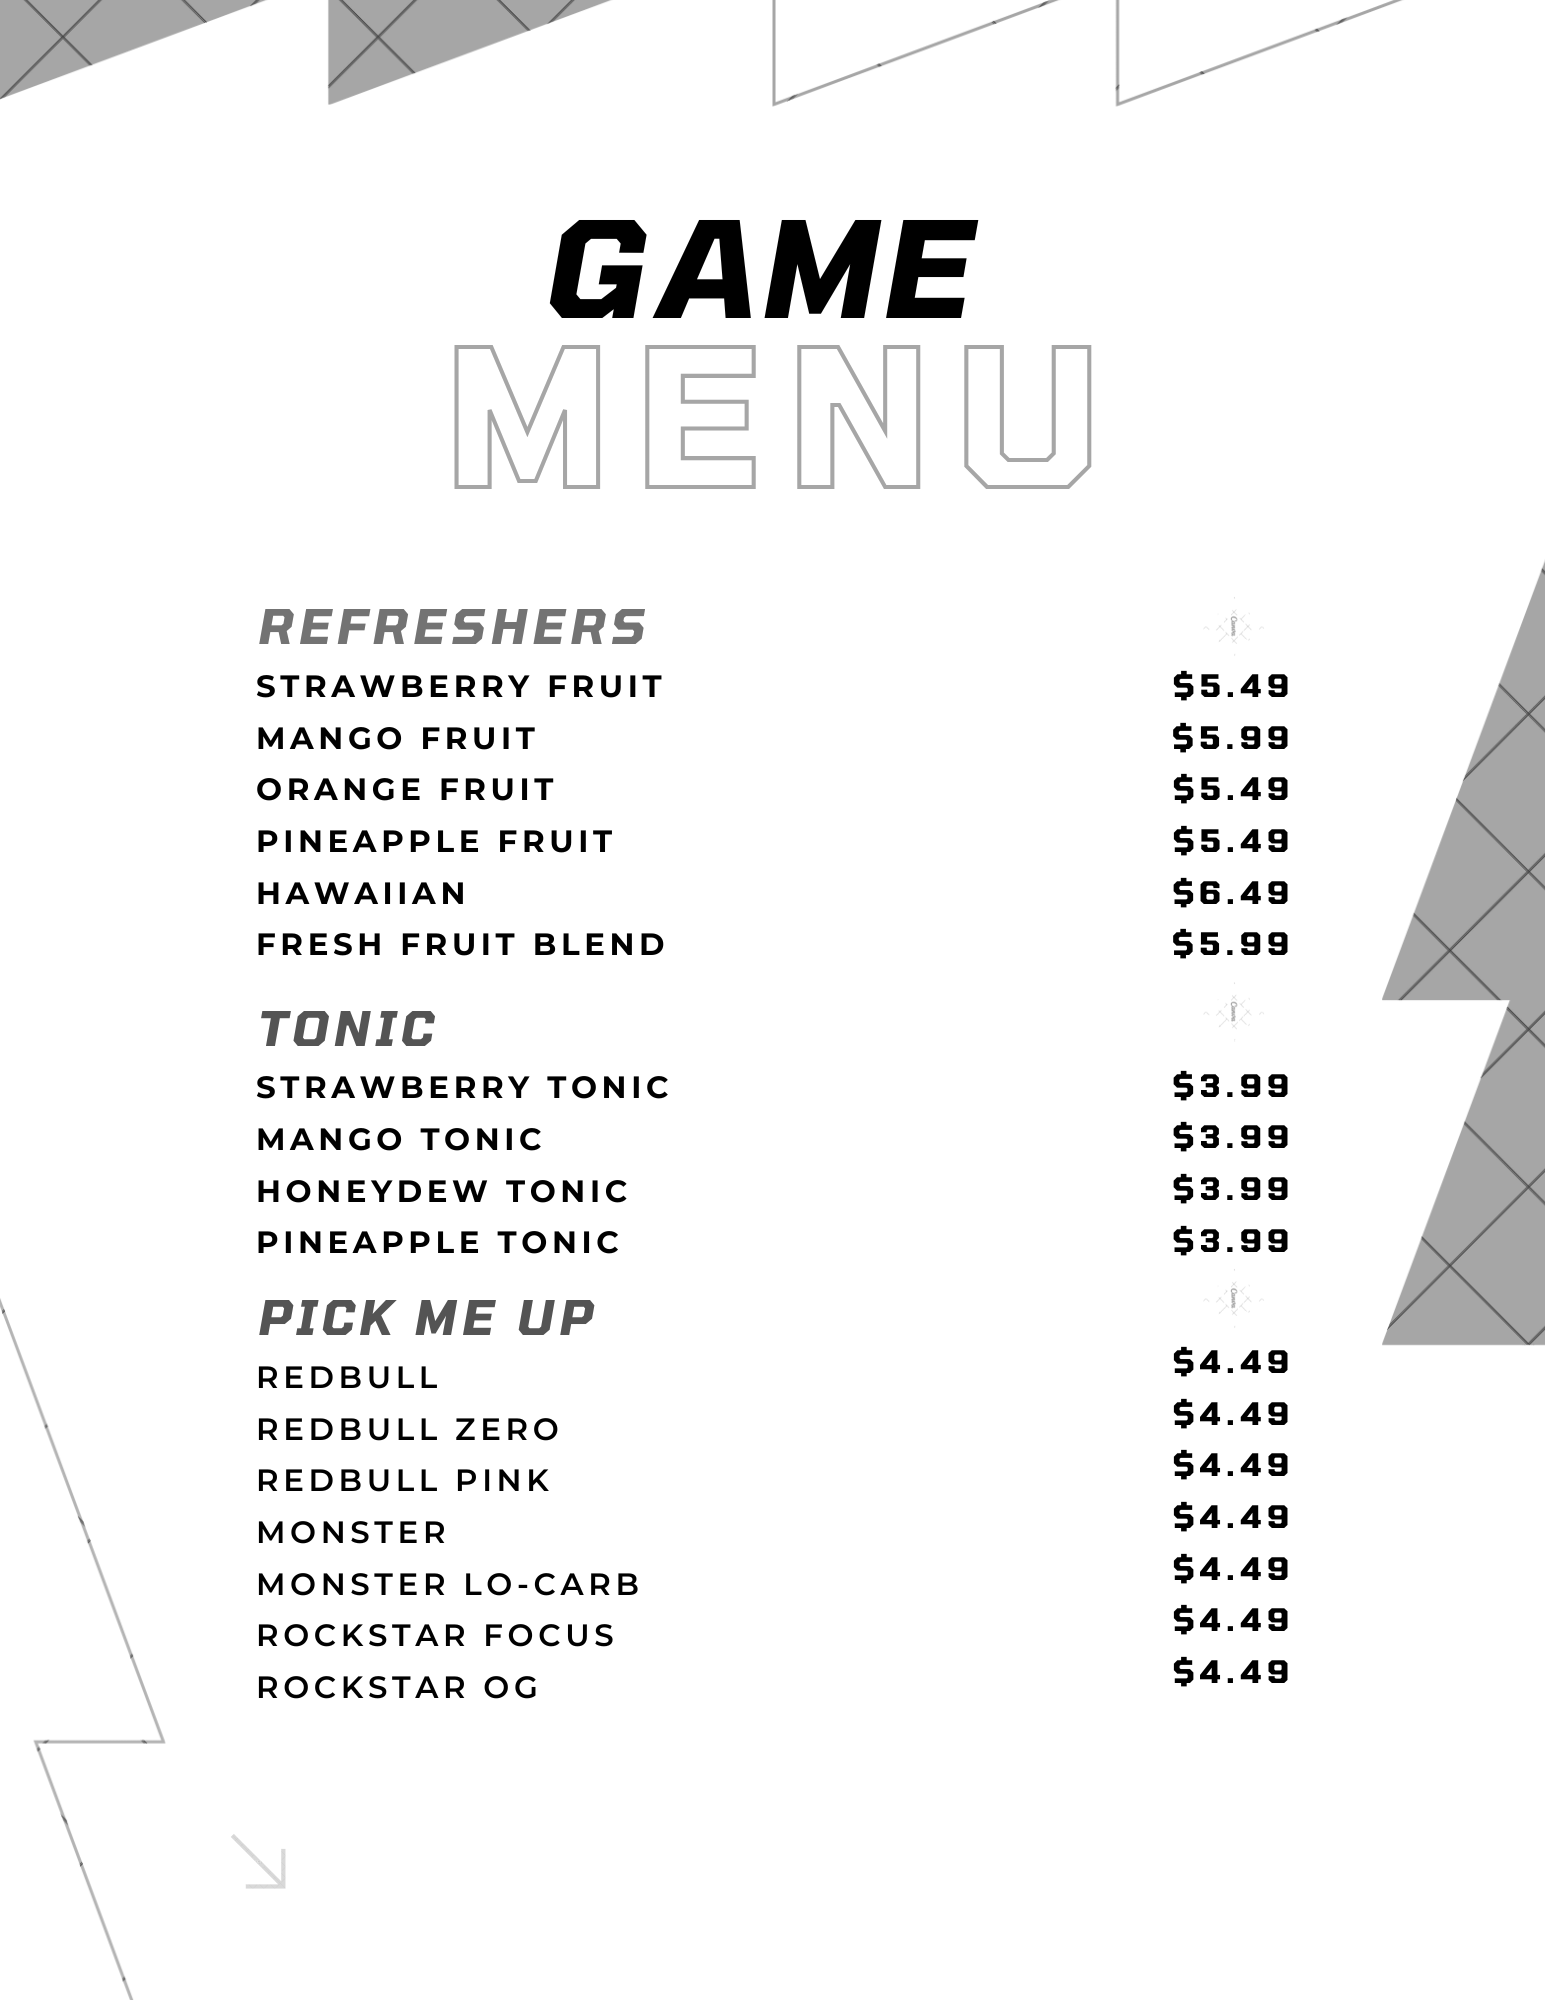 GAME
MENU
REFRESHERS
STRAWBERRY FRUIT $5.49
MANGO FRUIT $5.99
ORANGE FRUIT $5.49
PINEAPPLE FRUIT $5.49
HAWAIIAN $6.49
FRESH FRUIT BLEND $5.99
TONIC
STRAWBERRY TONIC $3.99
MANGO TONIC $3.99
HONEYDEW TONIC $3.99
PINEAPPLE TONIC $3.99
PICK ME UP
REDBULL $4.49
REDBULL ZERO $4.49
REDBULL PINK $4.49
MONSTER $4.49
MONSTER LO-CARB $4.49
ROCKSTAR FOCUS $4.49
ROCKSTAR OG $4.49